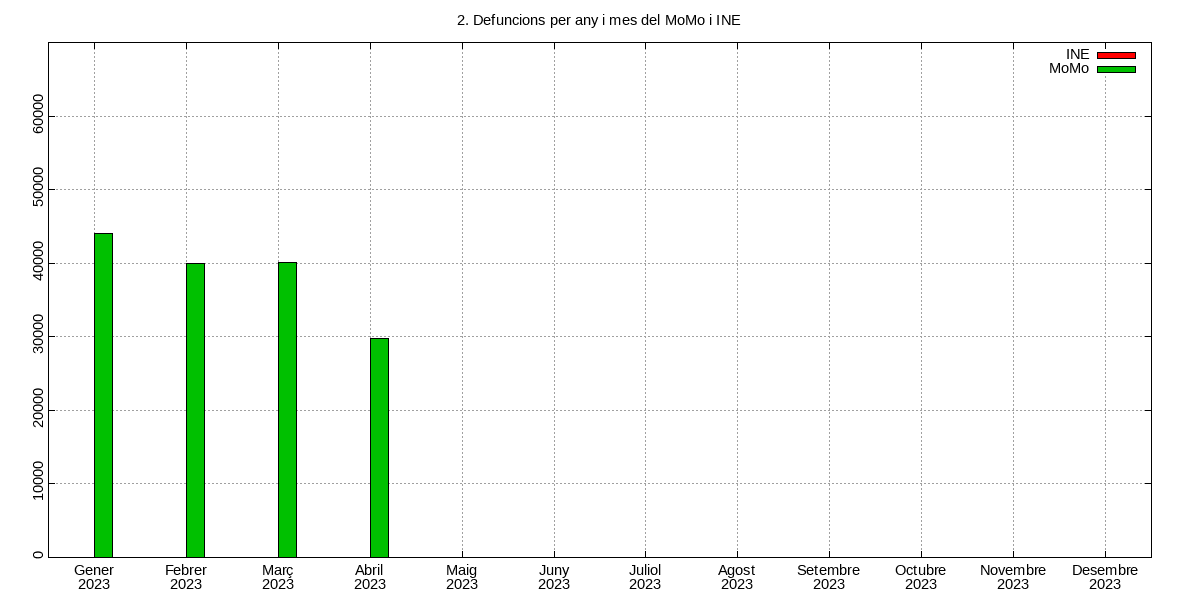 2. Defuncions per any i mes del MoMo i INE
INE
MoMo
60000
50000
40000
30000
20000
10000
0
Gener Febrer Març Abril Maig Juny Juliol Agost Setembre Octubre Novembre Desembre
2023 2023 2023 2023 2023 2023 2023 2023 2023 2023 2023 2023